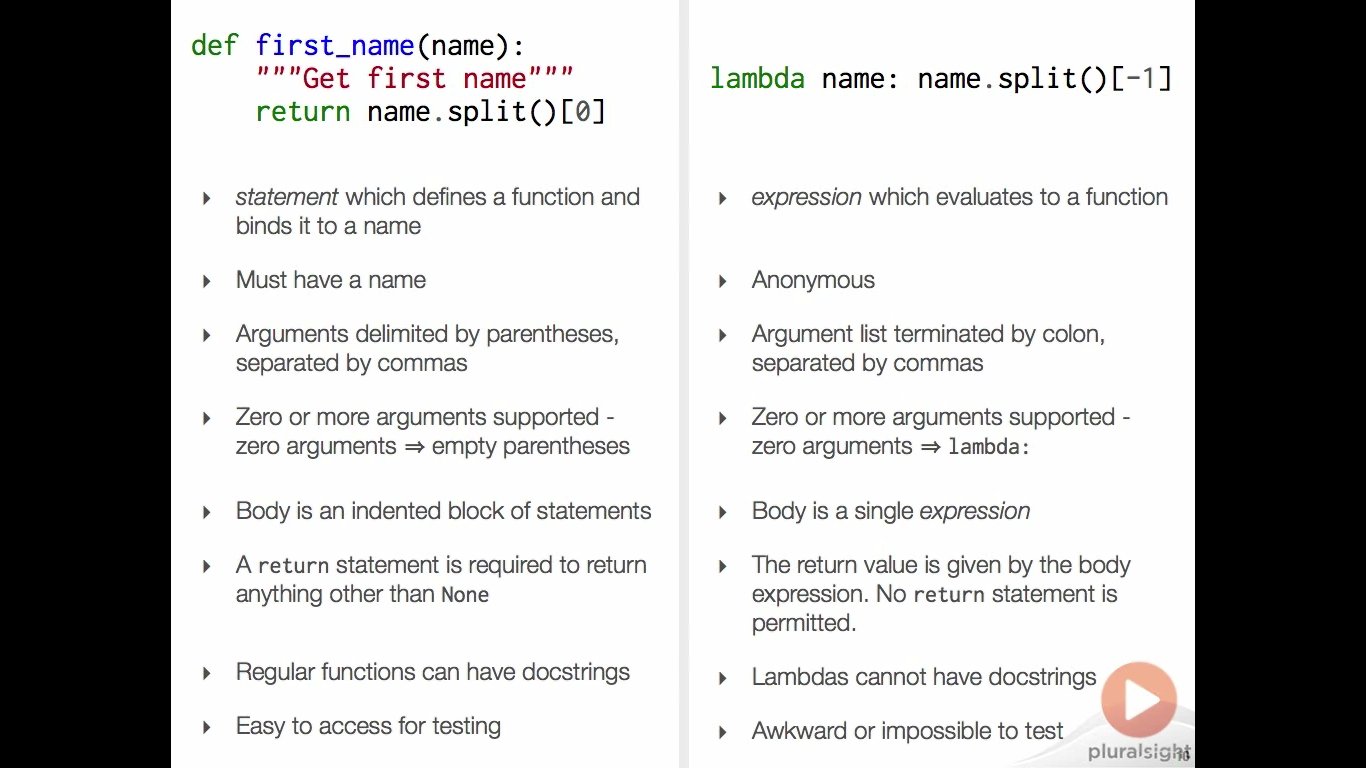 def first_name(name):
"""Get first name"""
return name.split()[0]
▸ statement which defines a function and
binds it to a name
▸ Must have a name
▸ Arguments delimited by parentheses,
separated by commas
▸ Zero or more arguments supported -
zero arguments ⇒ empty parentheses
▸ Body is an indented block of statements
▸ A return statement is required to return
anything other than None
▸ Regular functions can have docstrings
▸ Easy to access for testing
lambda name: name.split()[-1]
▸ expression which evaluates to a function
▸ Anonymous
▸ Argument list terminated by colon,
separated by commas
▸ Zero or more arguments supported -
zero arguments ⇒ lambda:
▸ Body is a single expression
▸ The return value is given by the body
expression. No return statement is
permitted.
▸ Lambdas cannot have docstrings
▸ Awkward or impossible to test
pluralsight